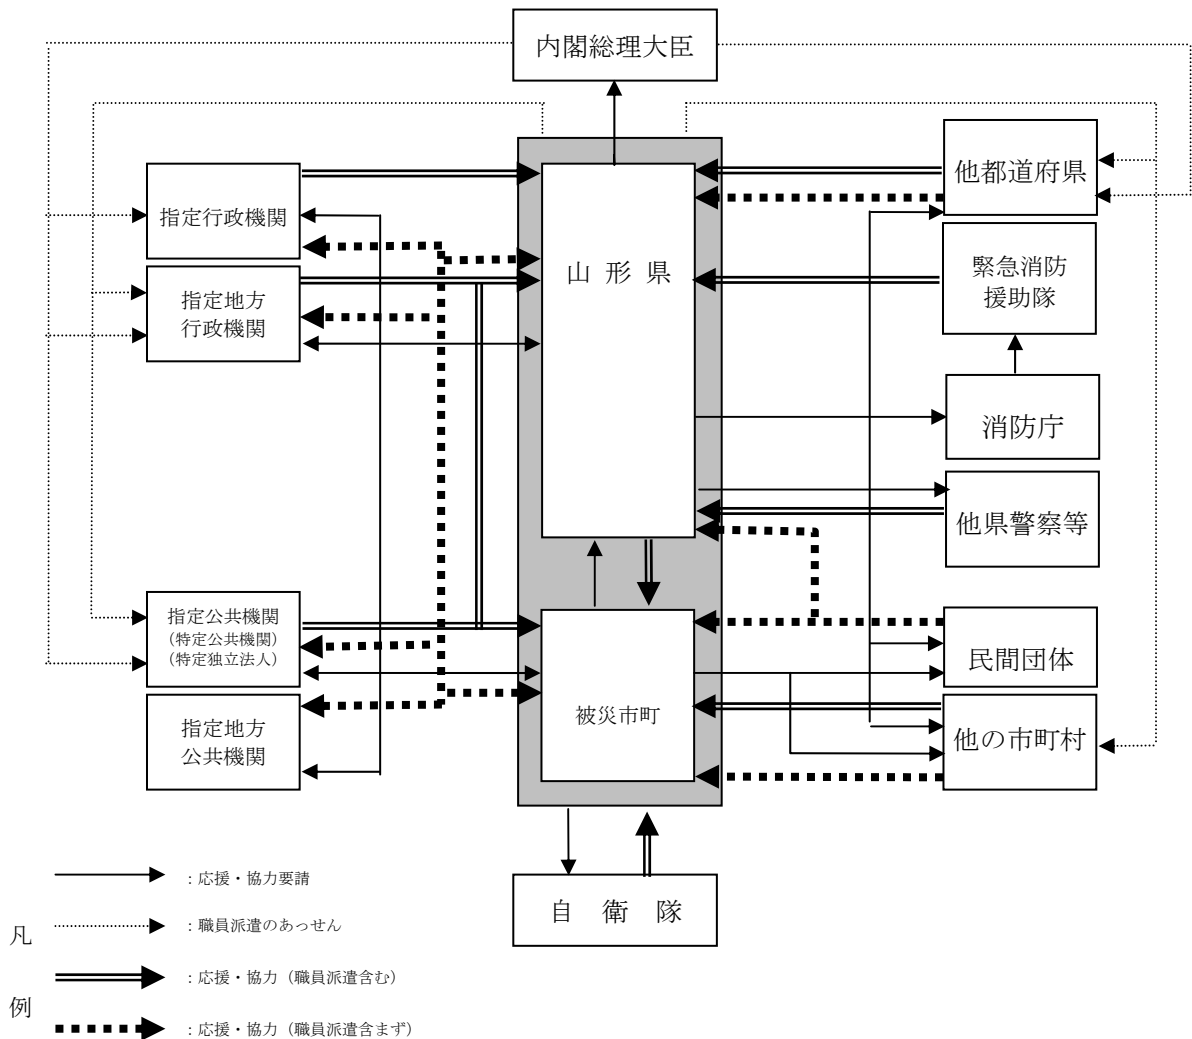 内閣総理大臣
指定行政機関
指定地方
行政機関
指定公共機関
（特定公共機関）
（特定独立法人）
指定地方
公共機関
山 形 県
被災市町
他都道府県
緊急消防
援助隊
消防庁
他県警察等
民間団体
他の市町村
自 衛 隊
凡
例
：応援・協力要請
：職員派遣のあっせん
：応援・協力（職員派遣含む）
：応援・協力（職員派遣含まず）